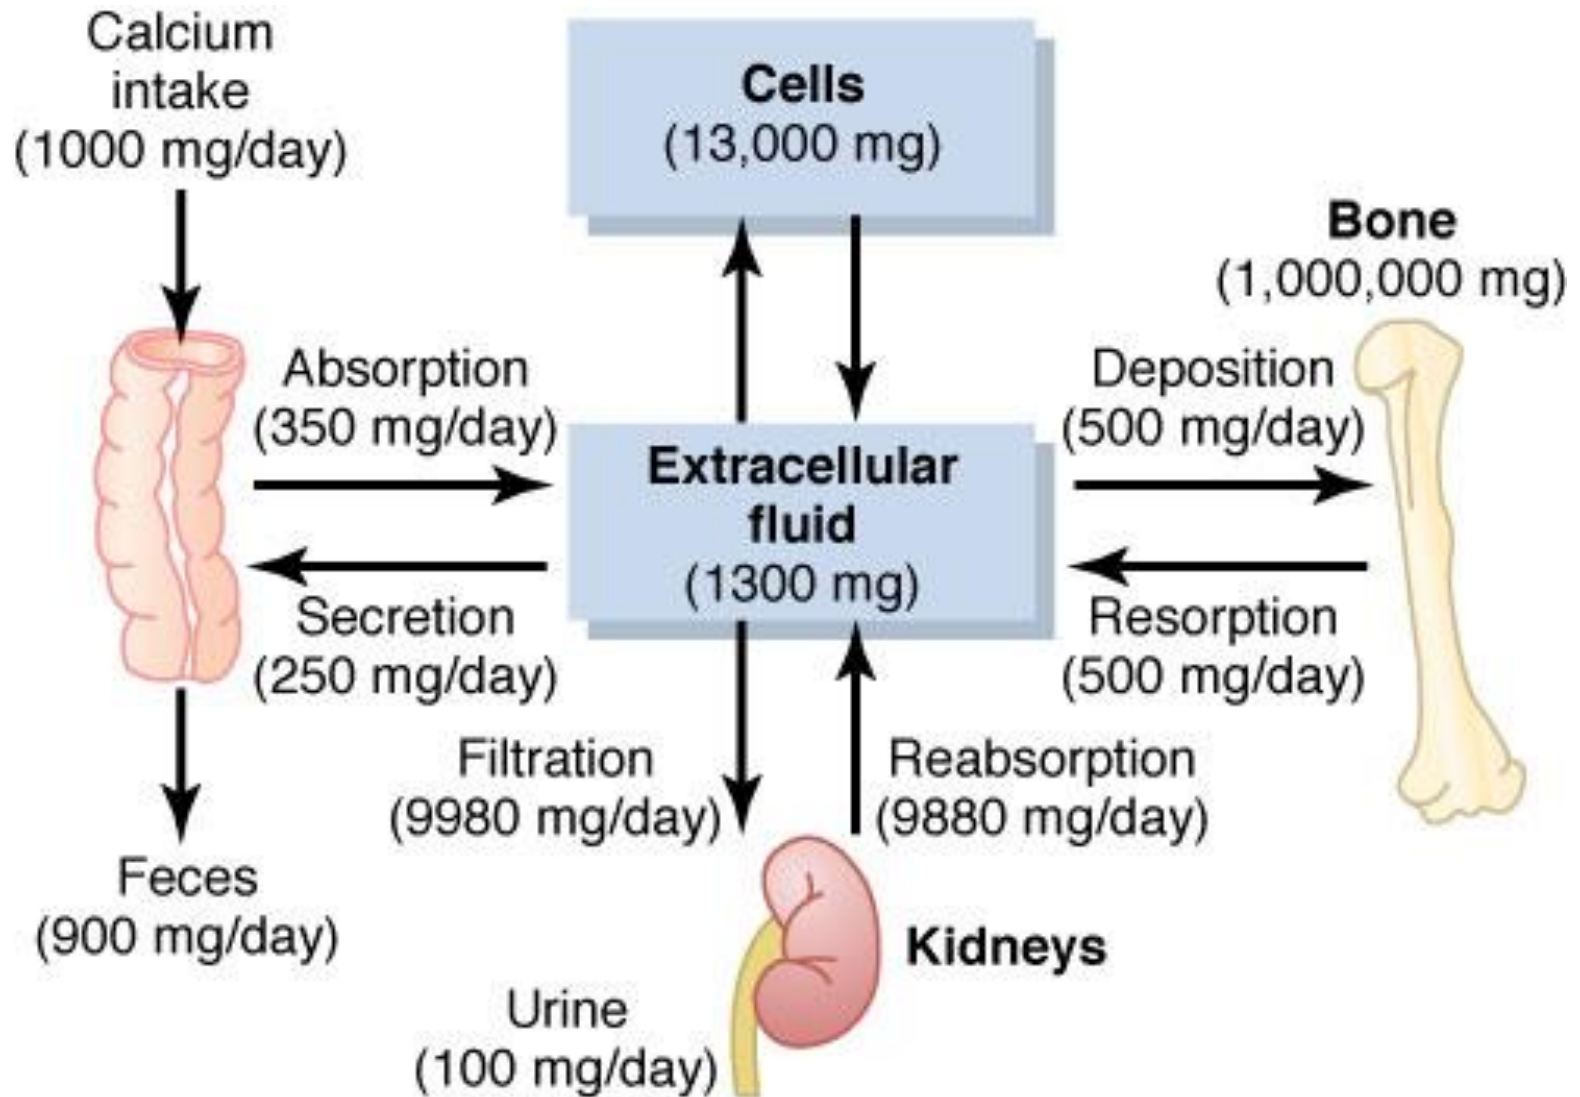 Calcium
intake
(1000 mg/day)
Cells
(13,000 mg)
Bone
(1,000,000 mg)
Absorption
(350 mg/day)
Extracellular
fluid
(1300 mg)
Deposition
(500 mg/day)
Secretion
(250 mg/day)
Resorption
(500 mg/day)
Filtration
(9980 mg/day)
Reabsorption
(9880 mg/day)
Feces
(900 mg/day)
Kidneys
Urine
(100 mg/day)